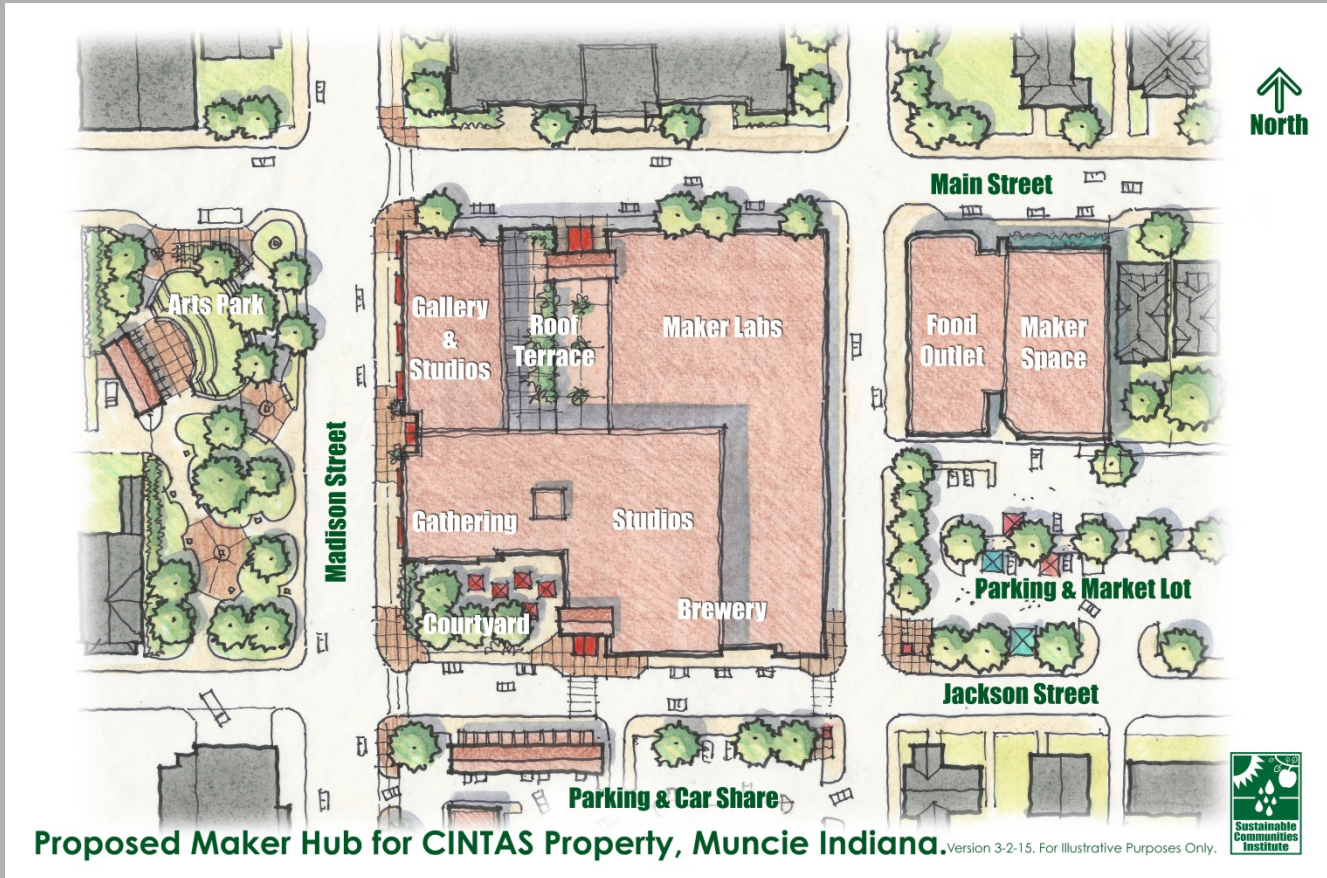 North
Main Street
Arts Park
Gallery
&
Studios
Roof
Terrace
Maker Labs
Food
Outlet
Maker
Space
Madison Street
Gathering
Studios
Courtyard
Brewery
Parking & Market Lot
Jackson Street
Parking & Car Share
Proposed Maker Hub for CINTAS Property, Muncie Indiana. Version 3-2-15. For Illustrative Purposes Only.
Sustainable
Communities
Institute